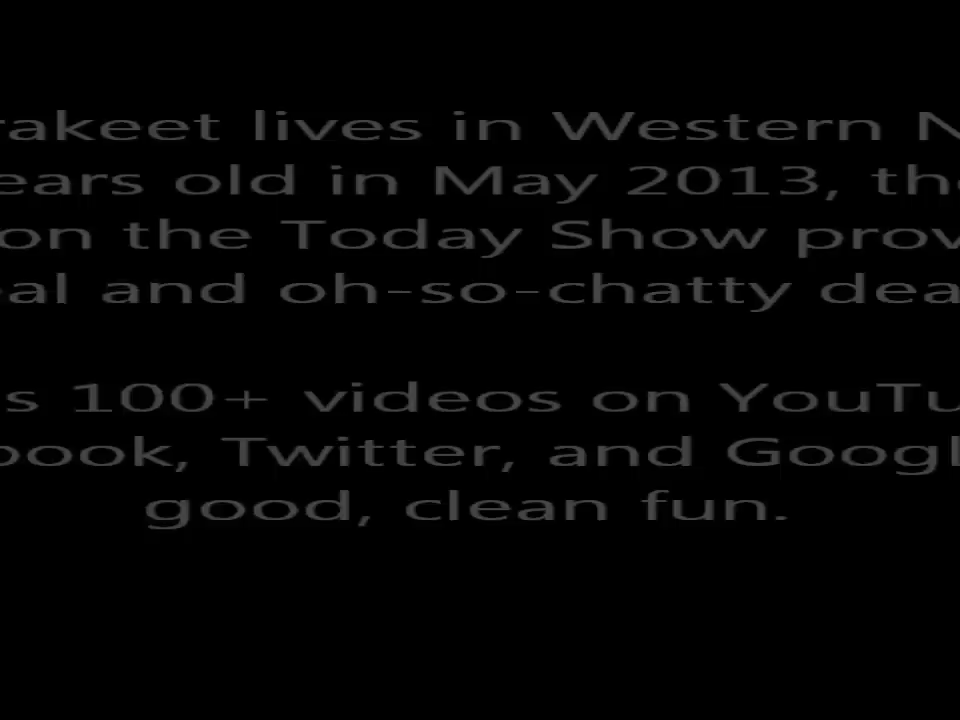 rakeet lives in Western N
ears old in May 2013, the
on the Today Show prov
eal and oh-so-chatty dea
s 100+ videos on YouTu
book, Twitter, and Googl
good, clean fun.